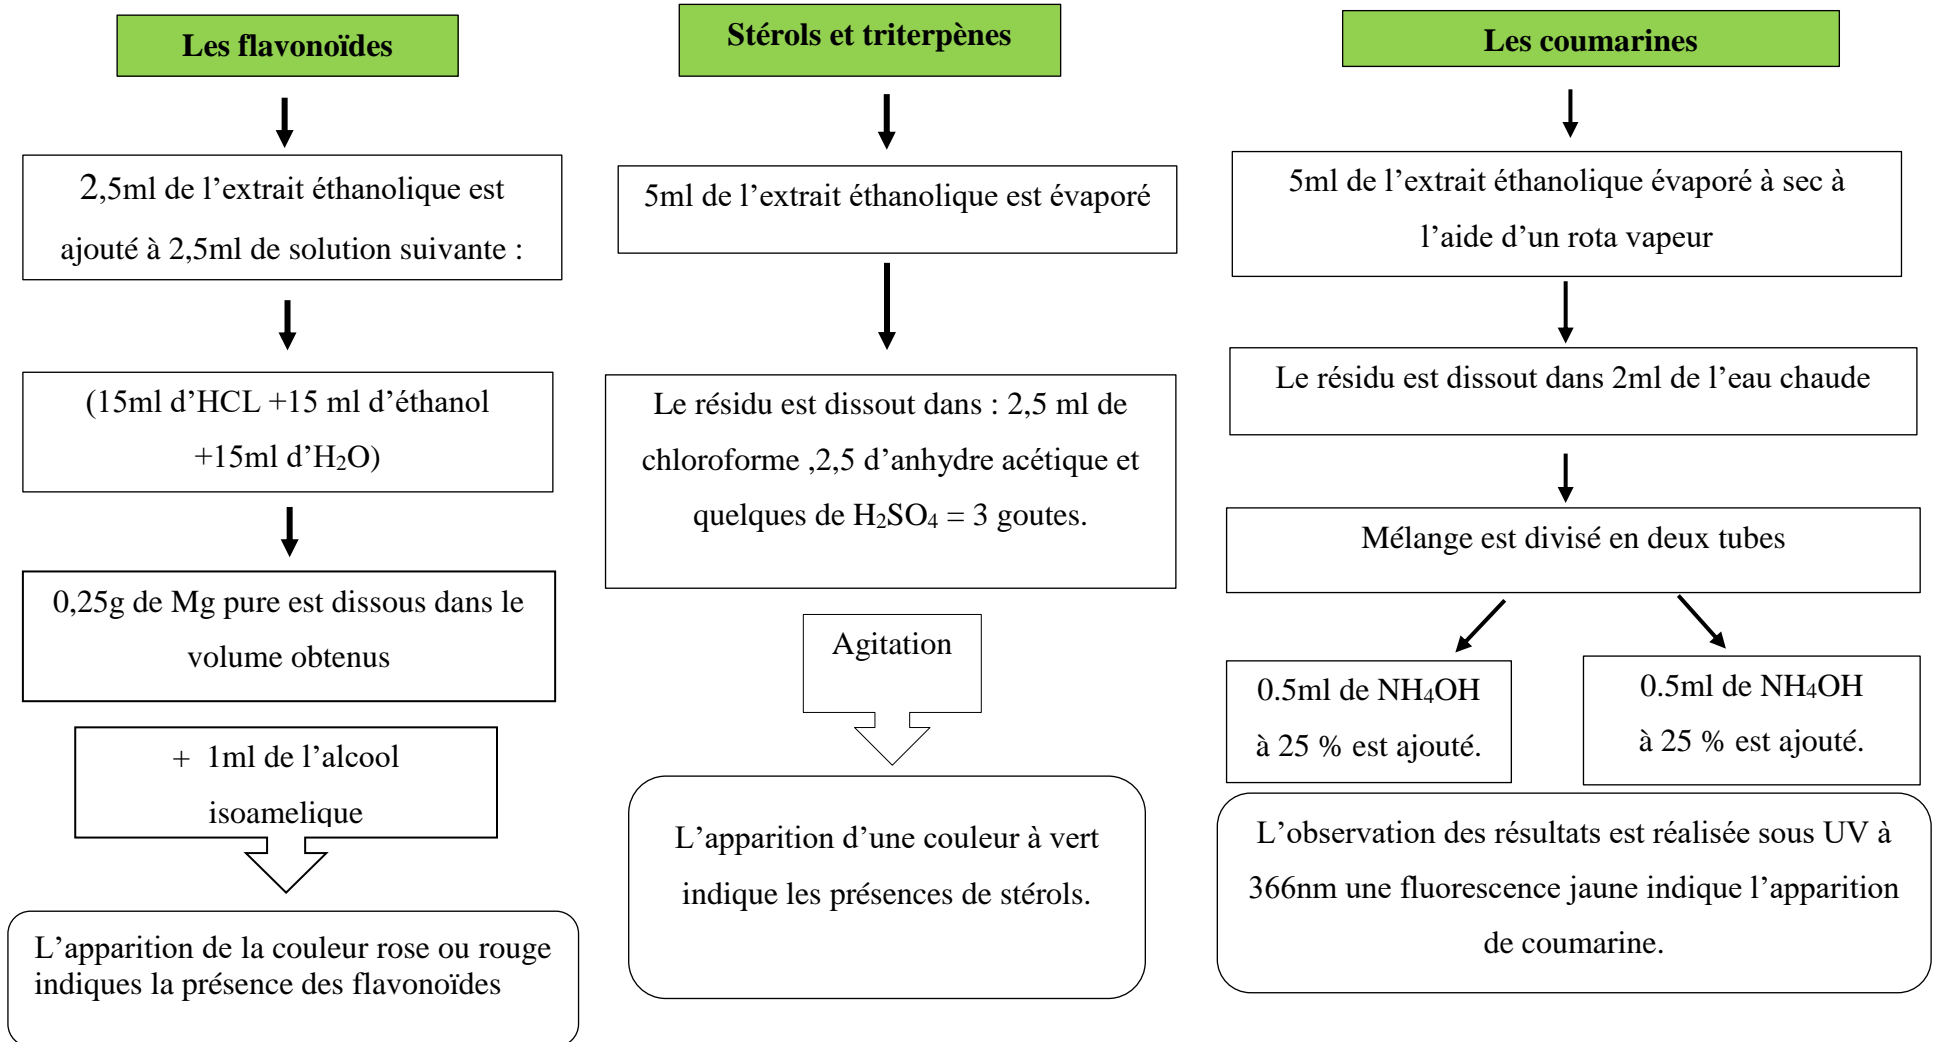 Les flavonoïdes
2,5ml de l’extrait éthanolique est
ajouté à 2,5ml de solution suivante :
(15ml d’HCL +15 ml d’éthanol
+15ml d’H₂O)
0,25g de Mg pure est dissous dans le
volume obtenus
+ 1ml de l’alcool
isoamelique
L’apparition de la couleur rose ou rouge
indiques la présence des flavonoïdes
Stérols et triterpènes
5ml de l’extrait éthanolique est évaporé
Le résidu est dissout dans : 2,5 ml de
chloroforme ,2,5 d’anhydre acétique et
quelques de H₂SO₄ = 3 goutes.
Agitation
L’apparition d’une couleur à vert
indique les présences de stérols.
Les coumarines
5ml de l’extrait éthanolique évaporé à sec à
l’aide d’un rota vapeur
Le résidu est dissout dans 2ml de l’eau chaude
Mélange est divisé en deux tubes
0.5ml de NH₄OH
à 25 % est ajouté.
0.5ml de NH₄OH
à 25 % est ajouté.
L’observation des résultats est réalisée sous UV à
366nm une fluorescence jaune indique l’apparition
de coumarine.